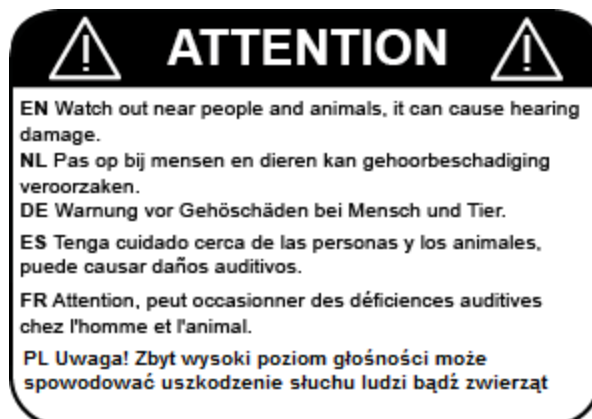 ATTENTION
EN Watch out near people and animals, it can cause hearing
damage.
NL Pas op bij mensen en dieren kan gehoorbeschadiging
veroorzaken.
DE Warnung vor Gehöschäden bei Mensch und Tier.
ES Tenga cuidado cerca de las personas y los animales,
puede causar daños auditivos.
FR Attention, peut occasionner des déficiences auditives
chez l'homme et l'animal.
PL Uwaga! Zbyt wysoki poziom głośności może
spowodować uszkodzenie słuchu ludzi bądź zwierząt